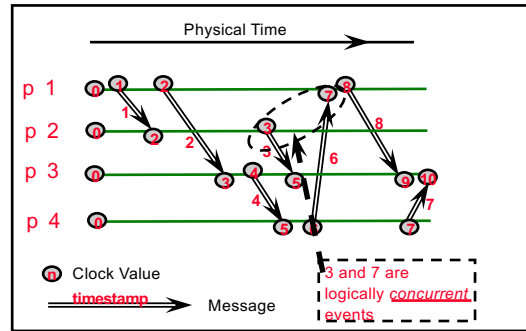 Physical Time
p 1
0
1
2
7
8
1
2
3
6
8
p 2
0
2
3
p 3
0
3
4
5
9
10
4
7
p 4
0
5
6
7
n Clock Value
timestamp
Message
3 and 7 are
logically concurrent
events